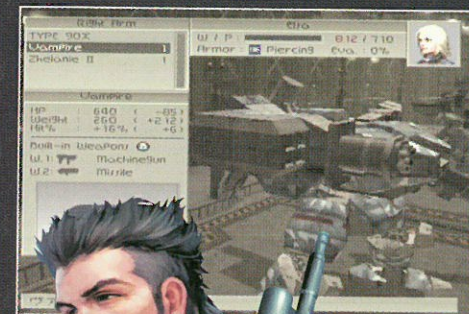 Right Arm
TYPE 90X
Vampire 1
Zhelanie II 1
Vampire
HP : 640 ( -85)
Weight : 260 ( +212)
Hit% : +16% ( +6)
Built-in Weapons
W.1: MachineGun
W.2: Missile
Elsa
W / P : 812 / 710
Armor : Piercing Eva. : 0%